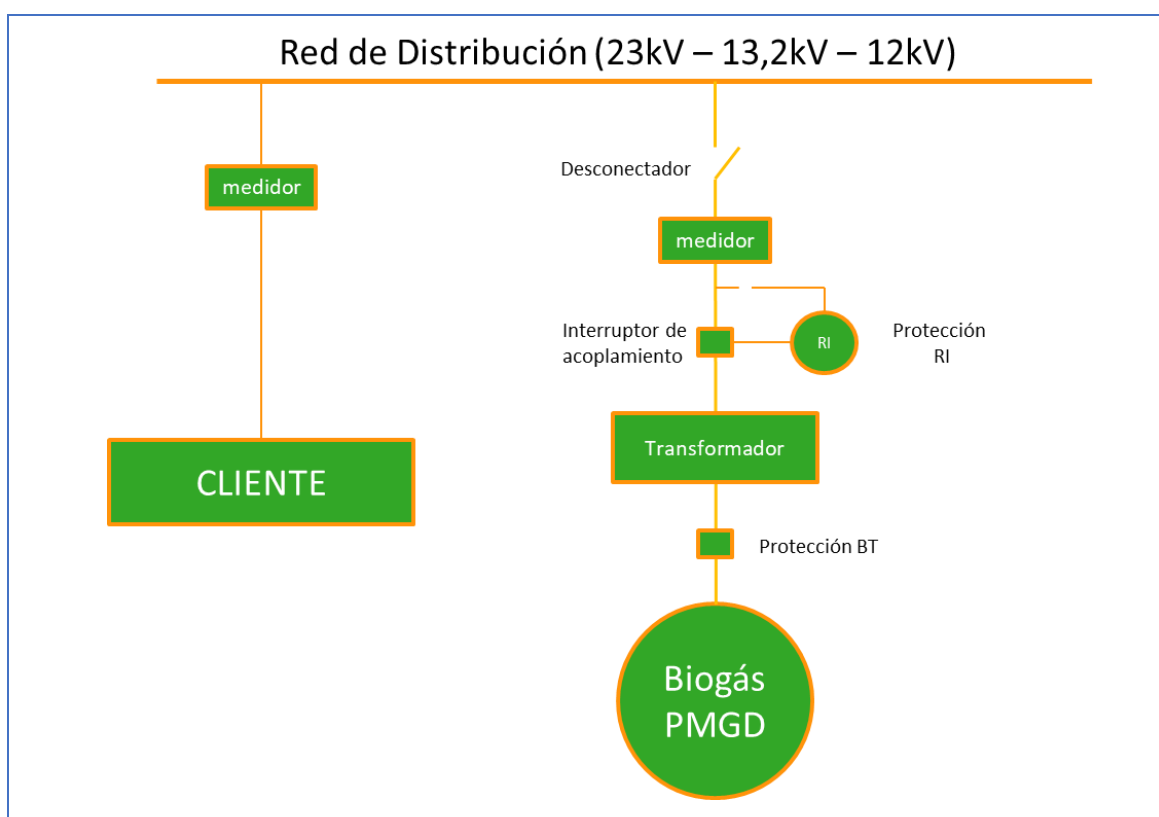 Red de Distribución (23kV – 13,2kV – 12kV)
Desconectador
medidor
medidor
Interruptor de
acoplamiento
RI
Protección
RI
Transformador
CLIENTE
Protección BT
Biogás
PMGD